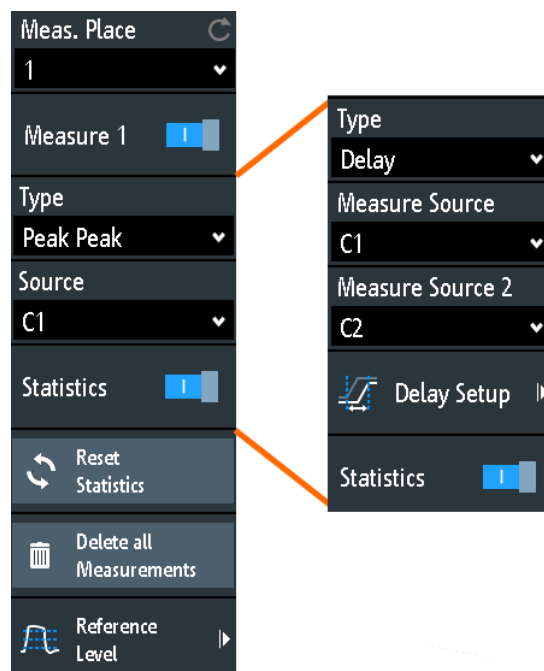 Meas. Place
1
Measure 1
Type
Peak Peak
Source
C1
Statistics
Reset
Statistics
Delete all
Measurements
Reference
Level
Type
Delay
Measure Source
C1
Measure Source 2
C2
Delay Setup
Statistics